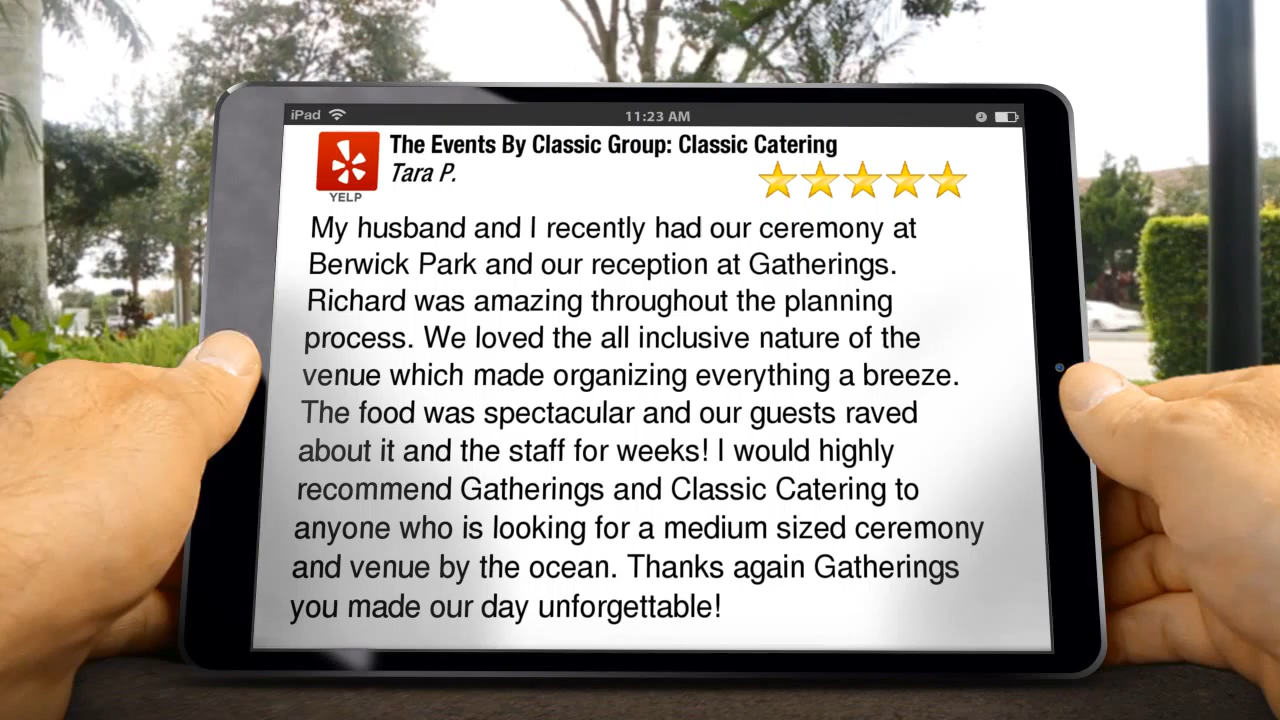 iPad
11:23 AM
The Events By Classic Group: Classic Catering
Tara P.
YELP
My husband and I recently had our ceremony at
Berwick Park and our reception at Gatherings.
Richard was amazing throughout the planning
process. We loved the all inclusive nature of the
venue which made organizing everything a breeze.
The food was spectacular and our guests raved
about it and the staff for weeks! I would highly
recommend Gatherings and Classic Catering to
anyone who is looking for a medium sized ceremony
and venue by the ocean. Thanks again Gatherings
you made our day unforgettable!